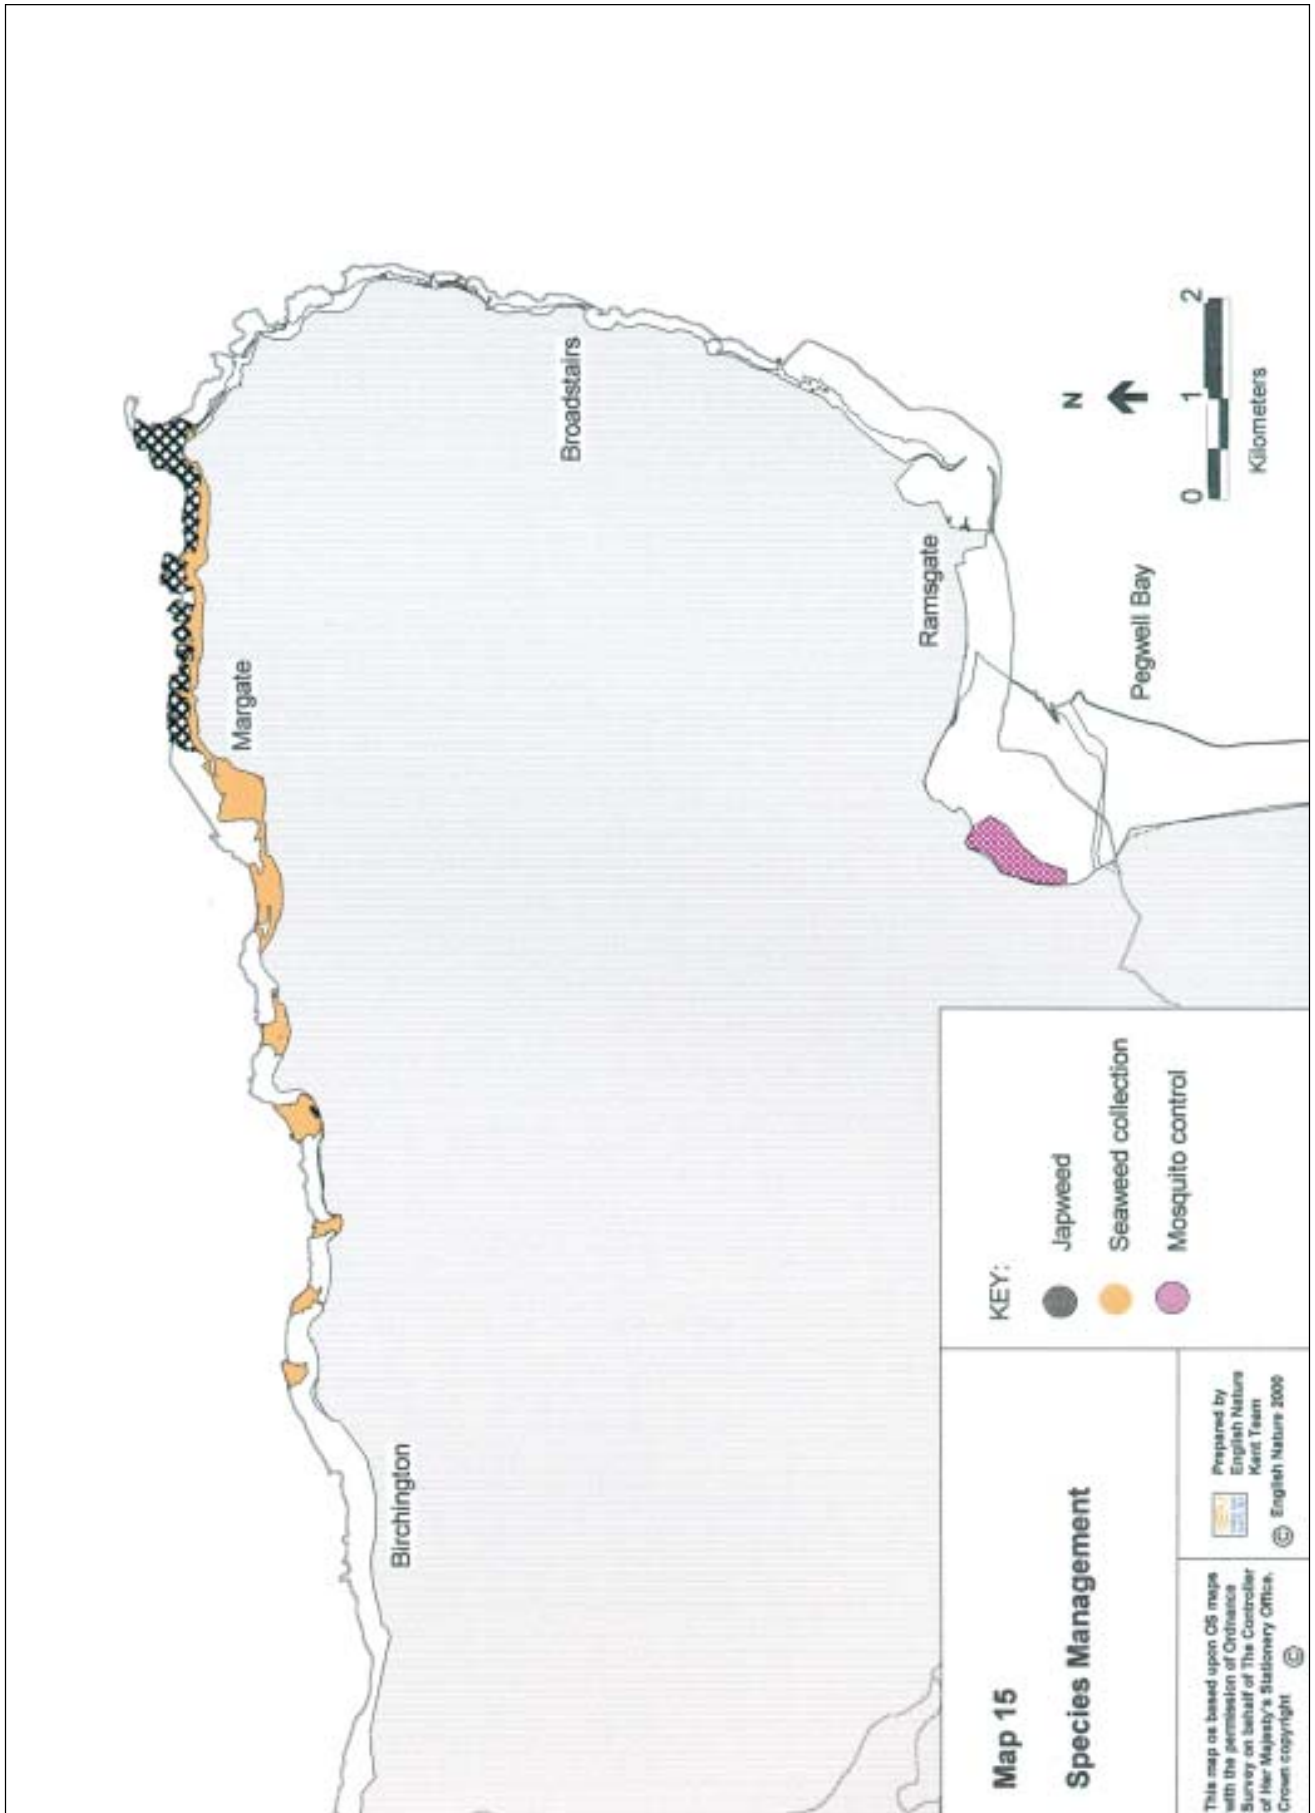 Margate
Broadstairs
Birchington
Ramsgate
Pegwell Bay
N
0 1 2
Kilometers
Map 15
Species Management
KEY:
Japweed
Seaweed collection
Mosquito control
This map os based upon OS maps
with the permission of Ordnance
Survey on behalf of The Controller
of Her Majesty's Stationery Office.
Crown copyright ©
Prepared by
English Nature
Kent Team
© English Nature 2000